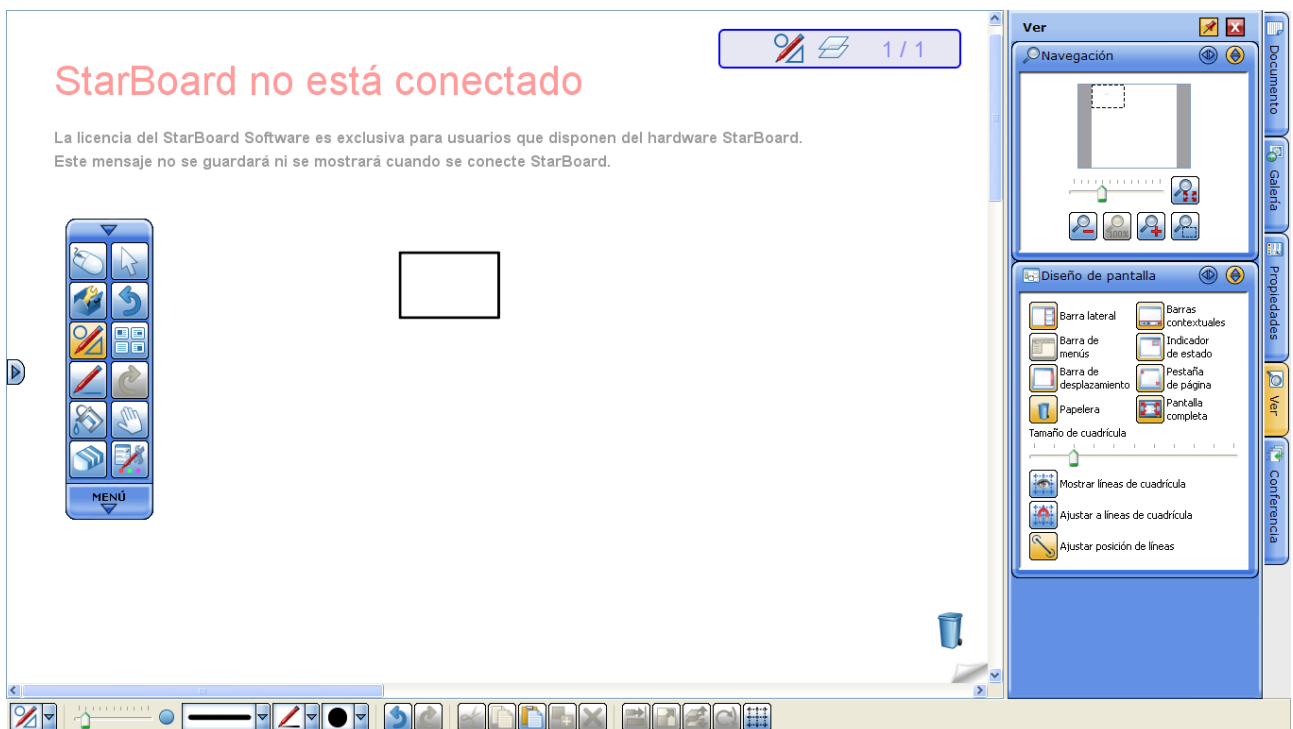 1 / 1
StarBoard no está conectado
La licencia del StarBoard Software es exclusiva para usuarios que disponen del hardware StarBoard.
Este mensaje no se guardará ni se mostrará cuando se conecte StarBoard.
MENÚ
Ver
Navegación
100%
Diseño de pantalla
Barra lateral
Barras
contextuales
Barra de
menús
Indicador
de estado
Barra de
desplazamiento
Pestaña
de página
Papelera
Pantalla
completa
Tamaño de cuadrícula
Mostrar líneas de cuadrícula
Ajustar a líneas de cuadrícula
Ajustar posición de líneas
Documento
Galería
Propiedades
Ver
Conferencia